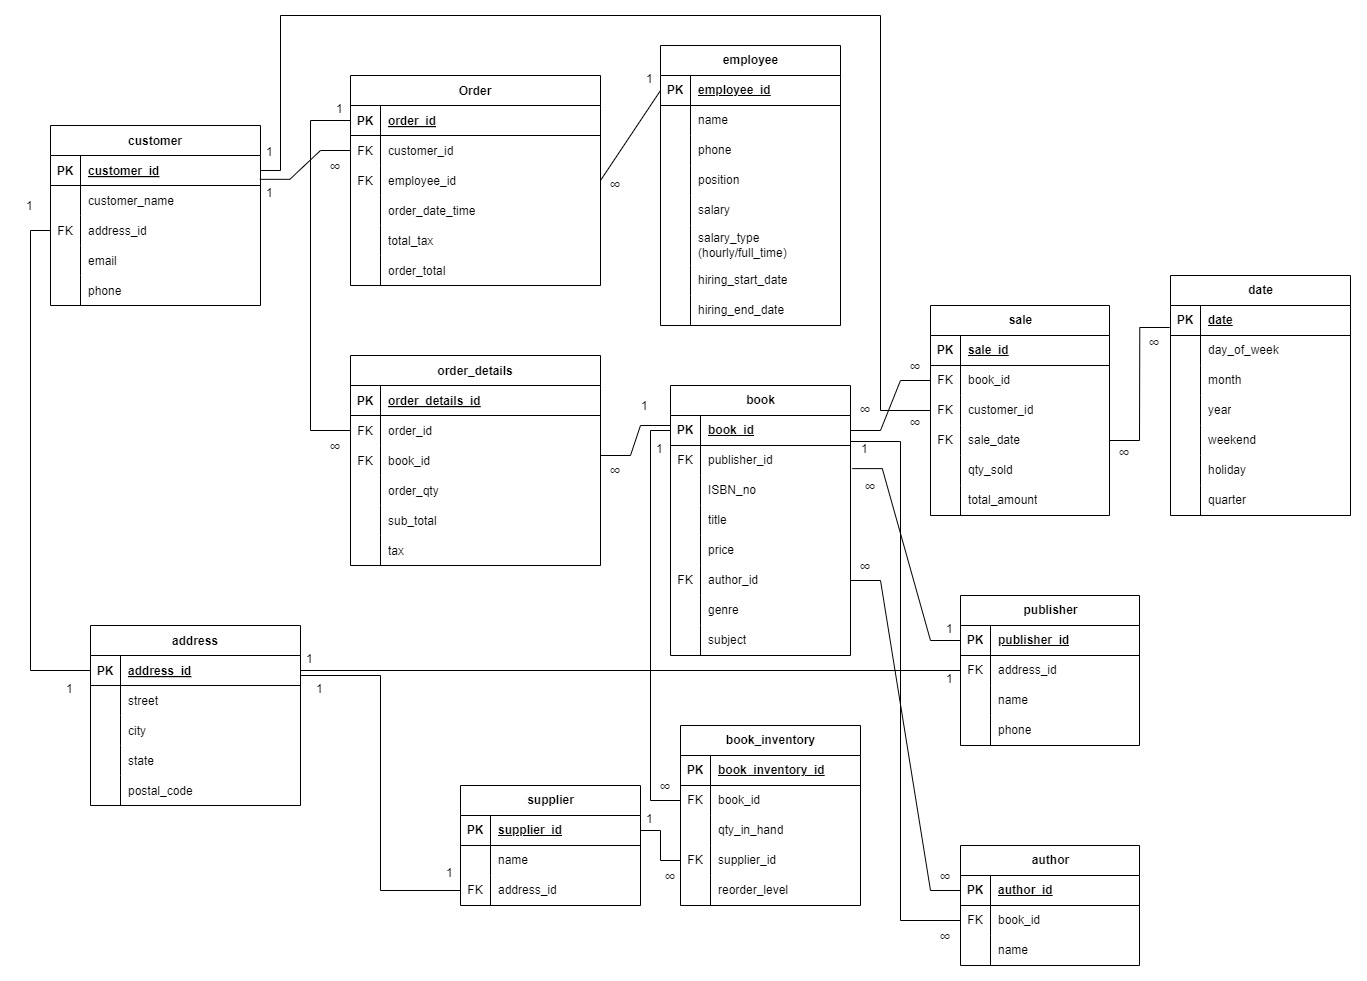 customer
PK customer_id
customer_name
FK address_id
email
phone
1
1
1
Order
PK order_id
FK customer_id
FK employee_id
order_date_time
total_tax
order_total
1
∞
∞
employee
PK employee_id
name
phone
position
salary
salary_type
(hourly/full_time)
hiring_start_date
hiring_end_date
1
order_details
PK order_details_id
FK order_id
FK book_id
order_qty
sub_total
tax
∞
∞
book
PK book_id
FK publisher_id
ISBN_no
title
price
FK author_id
genre
subject
1
1
∞
1
∞
∞
sale
PK sale_id
FK book_id
FK customer_id
FK sale_date
qty_sold
total_amount
∞
∞
∞
date
PK date
day_of_week
month
year
weekend
holiday
quarter
∞
address
PK address_id
street
city
state
postal_code
1
1
1
publisher
PK publisher_id
FK address_id
name
phone
1
1
supplier
PK supplier_id
name
FK address_id
1
1
book_inventory
PK book_inventory_id
FK book_id
qty_in_hand
FK supplier_id
reorder_level
∞
∞
author
PK author_id
FK book_id
name
∞
∞